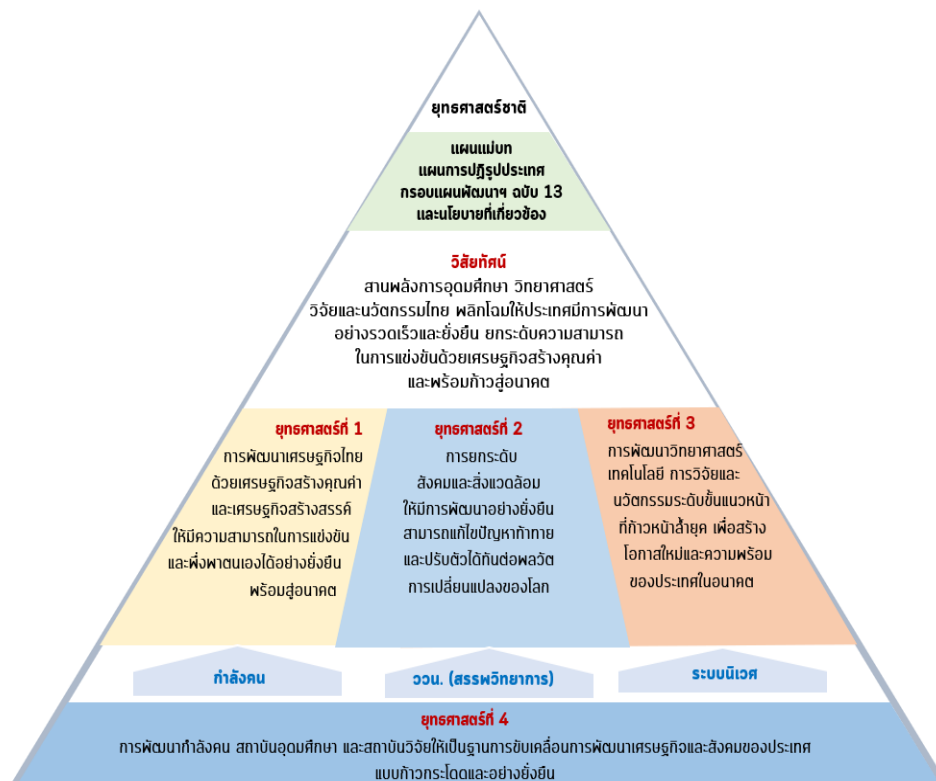 ยุทธศาสตร์ชาติ
แผนแม่บท
แผนการปฏิรูปประเทศ
กรอบแผนพัฒนาฯ ฉบับ 13
และนโยบายที่เกี่ยวข้อง
วิสัยทัศน์
สานพลังการอุดมศึกษา วิทยาศาสตร์
วิจัยและนวัตกรรมไทย พลิกโฉมให้ประเทศมีการพัฒนา
อย่างรวดเร็วและยั่งยืน ยกระดับความสามารถ
ในการแข่งขันด้วยเศรษฐกิจสร้างคุณค่า
และพร้อมก้าวสู่อนาคต
ยุทธศาสตร์ที่ 1
การพัฒนาเศรษฐกิจไทย
ด้วยเศรษฐกิจสร้างคุณค่า
และเศรษฐกิจสร้างสรรค์
ให้มีความสามารถในการแข่งขัน
และพึ่งพาตนเองได้อย่างยั่งยืน
พร้อมสู่อนาคต
ยุทธศาสตร์ที่ 2
การยกระดับ
สังคมและสิ่งแวดล้อม
ให้มีการพัฒนาอย่างยั่งยืน
สามารถแก้ไขปัญหาท้าทาย
และปรับตัวได้ทันต่อพลวัต
การเปลี่ยนแปลงของโลก
ยุทธศาสตร์ที่ 3
การพัฒนาวิทยาศาสตร์
เทคโนโลยี การวิจัยและ
นวัตกรรมระดับขั้นแนวหน้า
ที่ก้าวหน้าล้ำยุค เพื่อสร้าง
โอกาสใหม่และความพร้อม
ของประเทศในอนาคต
กำลังคน
ววน. (สรรพวิทยาการ)
ระบบนิเวศ
ยุทธศาสตร์ที่ 4
การพัฒนากำลังคน สถาบันอุดมศึกษา และสถาบันวิจัยให้เป็นฐานการขับเคลื่อนการพัฒนาเศรษฐกิจและสังคมของประเทศ
แบบก้าวกระโดดและอย่างยั่งยืน